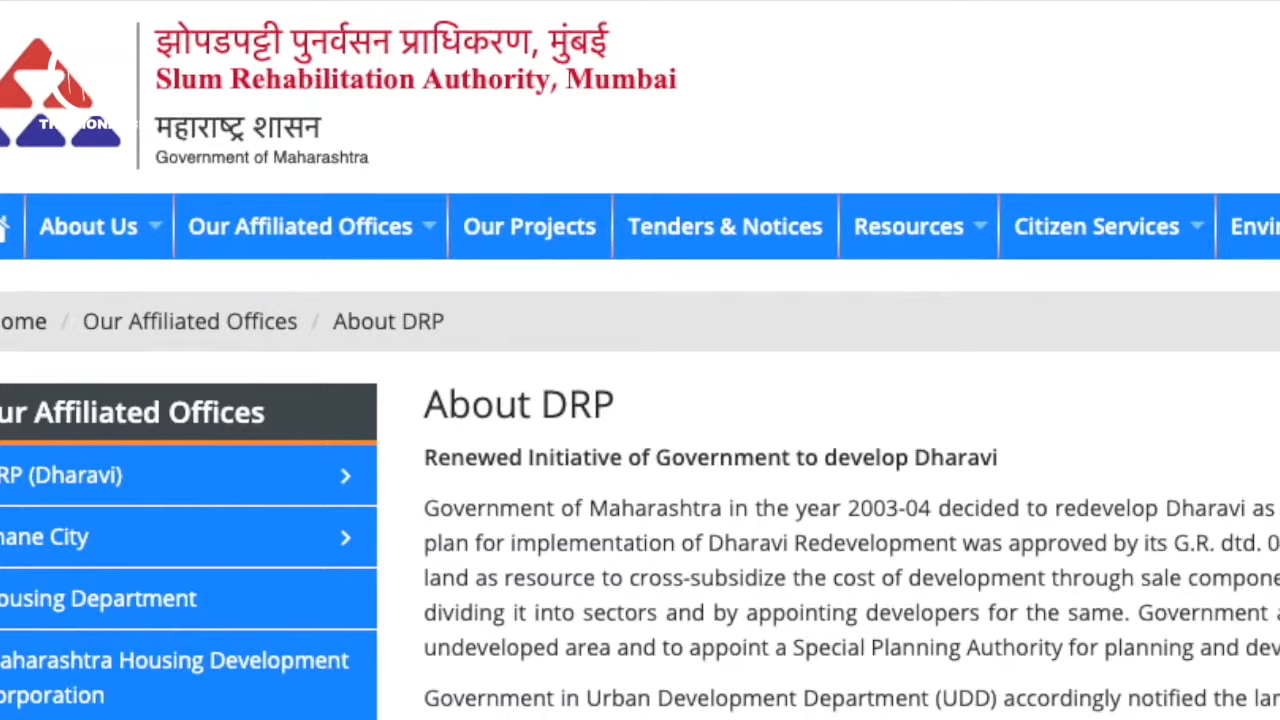 झोपडपट्टी पुनर्वसन प्राधिकरण, मुंबई
Slum Rehabilitation Authority, Mumbai
महाराष्ट्र शासन
Government of Maharashtra
About Us
Our Affiliated Offices
Our Projects
Tenders & Notices
Resources
Citizen Services
Envi
ome / Our Affiliated Offices / About DRP
ur Affiliated Offices
RP (Dharavi)
ane City
ousing Department
aharashtra Housing Development
orporation
About DRP
Renewed Initiative of Government to develop Dharavi
Government of Maharashtra in the year 2003-04 decided to redevelop Dharavi as
plan for implementation of Dharavi Redevelopment was approved by its G.R. dtd. 0
land as resource to cross-subsidize the cost of development through sale compone
dividing it into sectors and by appointing developers for the same. Government a
undeveloped area and to appoint a Special Planning Authority for planning and dev
Government in Urban Development Department (UDD) accordingly notified the lan